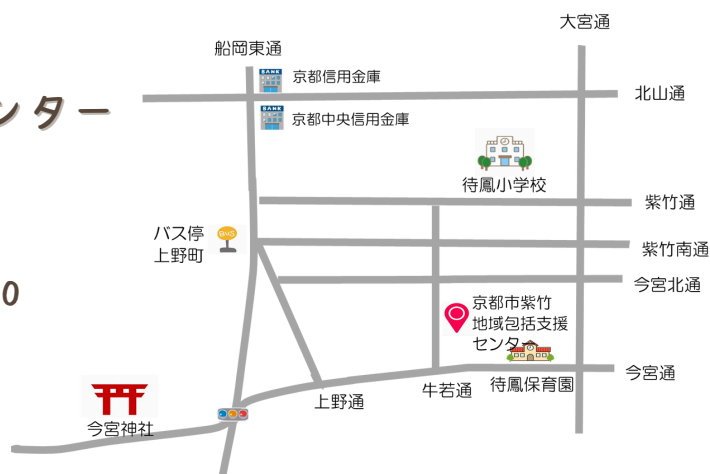 大宮通
船岡東通
BANK
京都信用金庫
北山通
ンター
BANK
京都中央信用金庫
待鳳小学校
紫竹通
バス停
上野町
BUS
紫竹南通
今宮北通
0
京都市紫竹
地域包括支援
センター
今宮通
待鳳保育園
牛若通
上野通
今宮神社